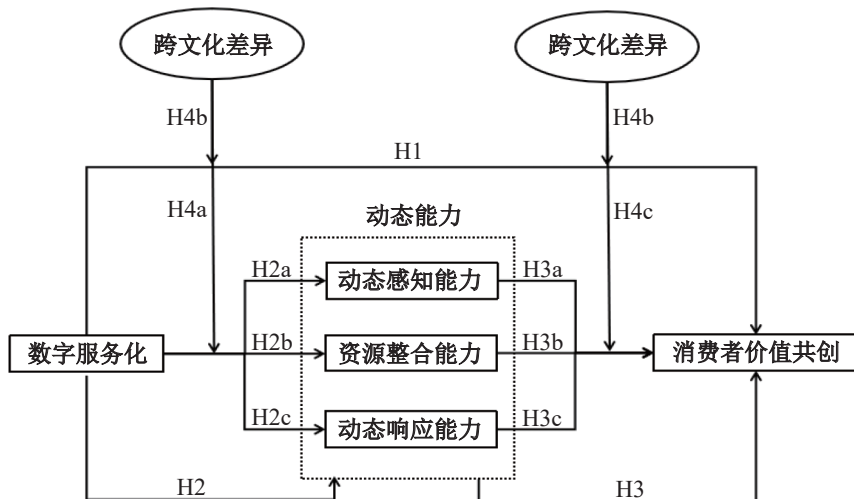 跨文化差异
跨文化差异
H4b
H4b
H1
H4a
动态能力
H4c
H2a
动态感知能力
H3a
数字服务化
H2b
资源整合能力
H3b
消费者价值共创
H2c
动态响应能力
H3c
H2
H3